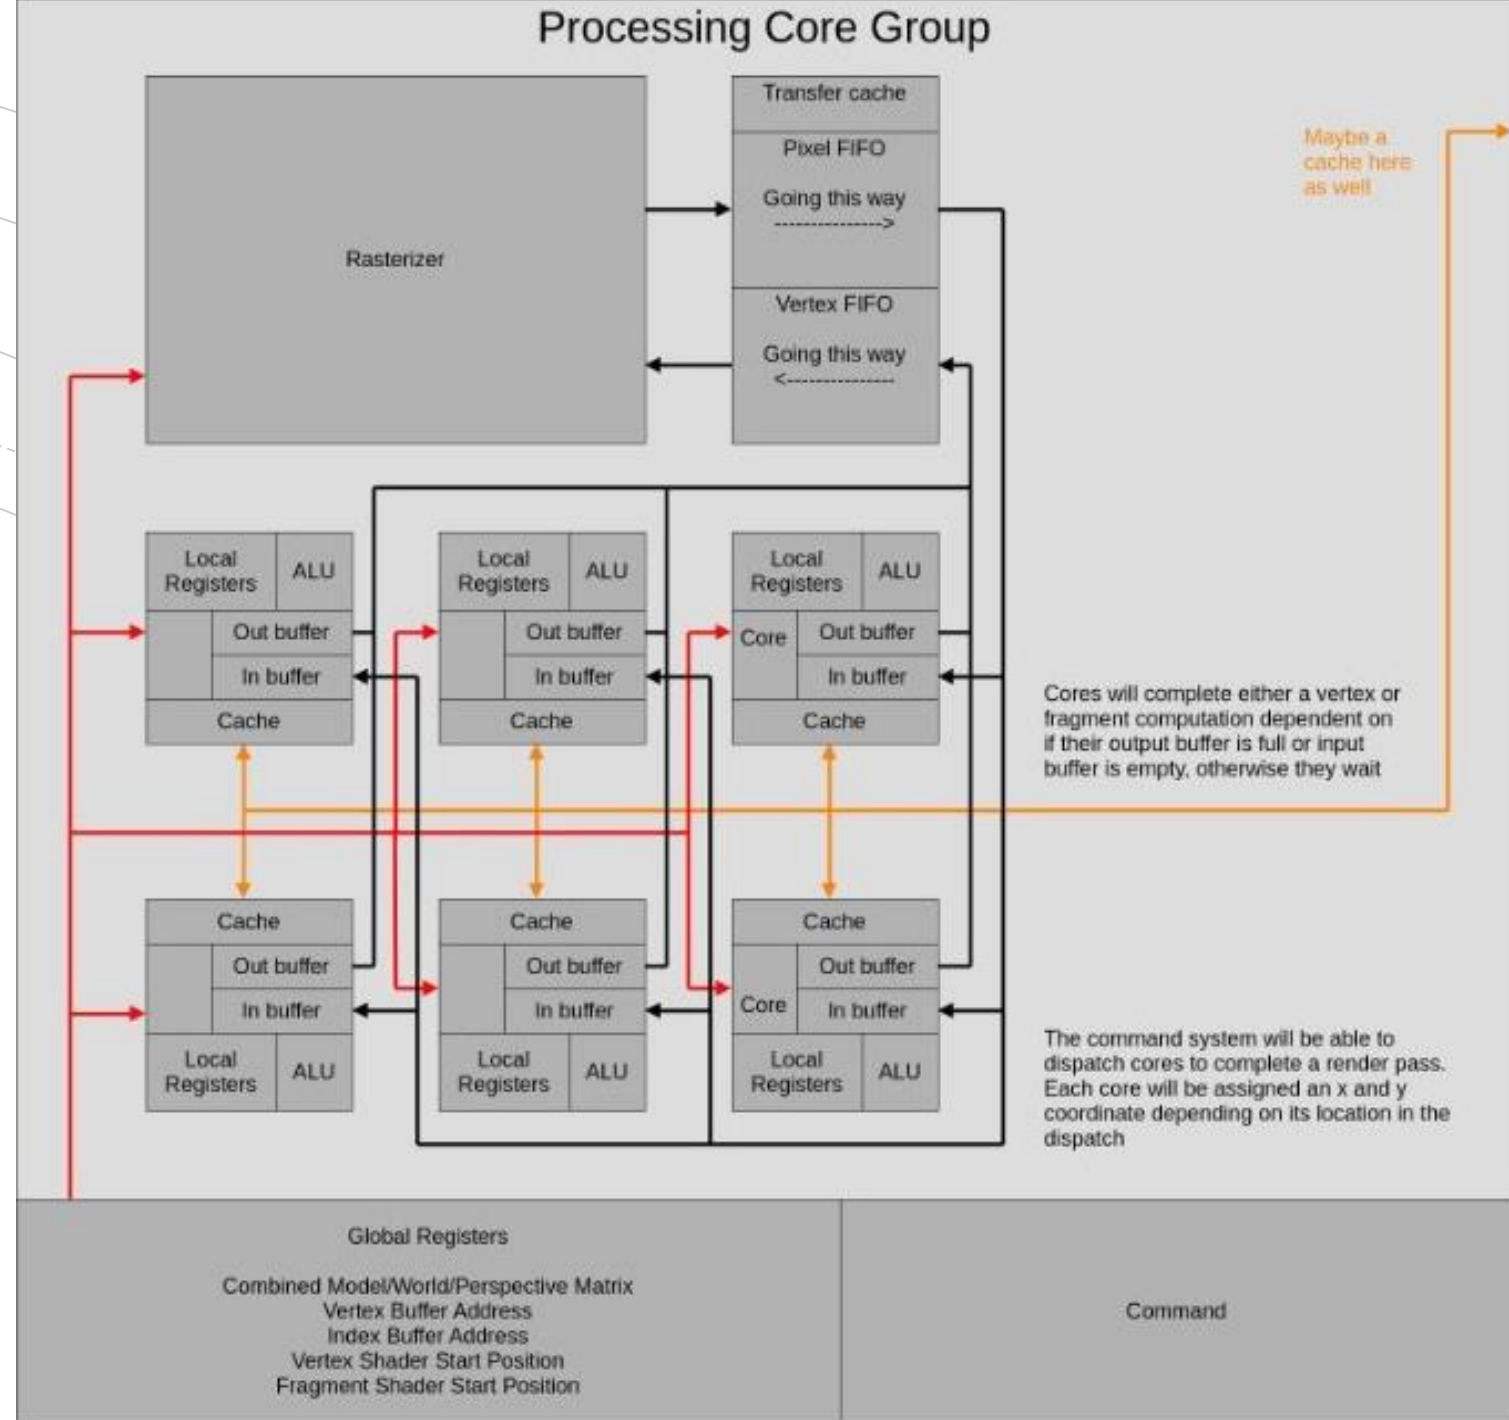 Processing Core Group
Transfer cache
Pixel FIFO
Going this way
---------------->
Rasterizer
Vertex FIFO
Going this way
<----------------
Maybe a
cache here
as well
Local
Registers
ALU
Out buffer
In buffer
Cache
Local
Registers
ALU
Out buffer
In buffer
Cache
Local
Registers
ALU
Core
Out buffer
In buffer
Cache
Cores will complete either a vertex or
fragment computation dependent on
if their output buffer is full or input
buffer is empty, otherwise they wait
Cache
Out buffer
In buffer
Local
Registers
ALU
Cache
Out buffer
In buffer
Local
Registers
ALU
Cache
Out buffer
Core
In buffer
Local
Registers
ALU
The command system will be able to
dispatch cores to complete a render pass.
Each core will be assigned an x and y
coordinate depending on its location in the
dispatch
Global Registers
Combined Model/World/Perspective Matrix
Vertex Buffer Address
Index Buffer Address
Vertex Shader Start Position
Fragment Shader Start Position
Command